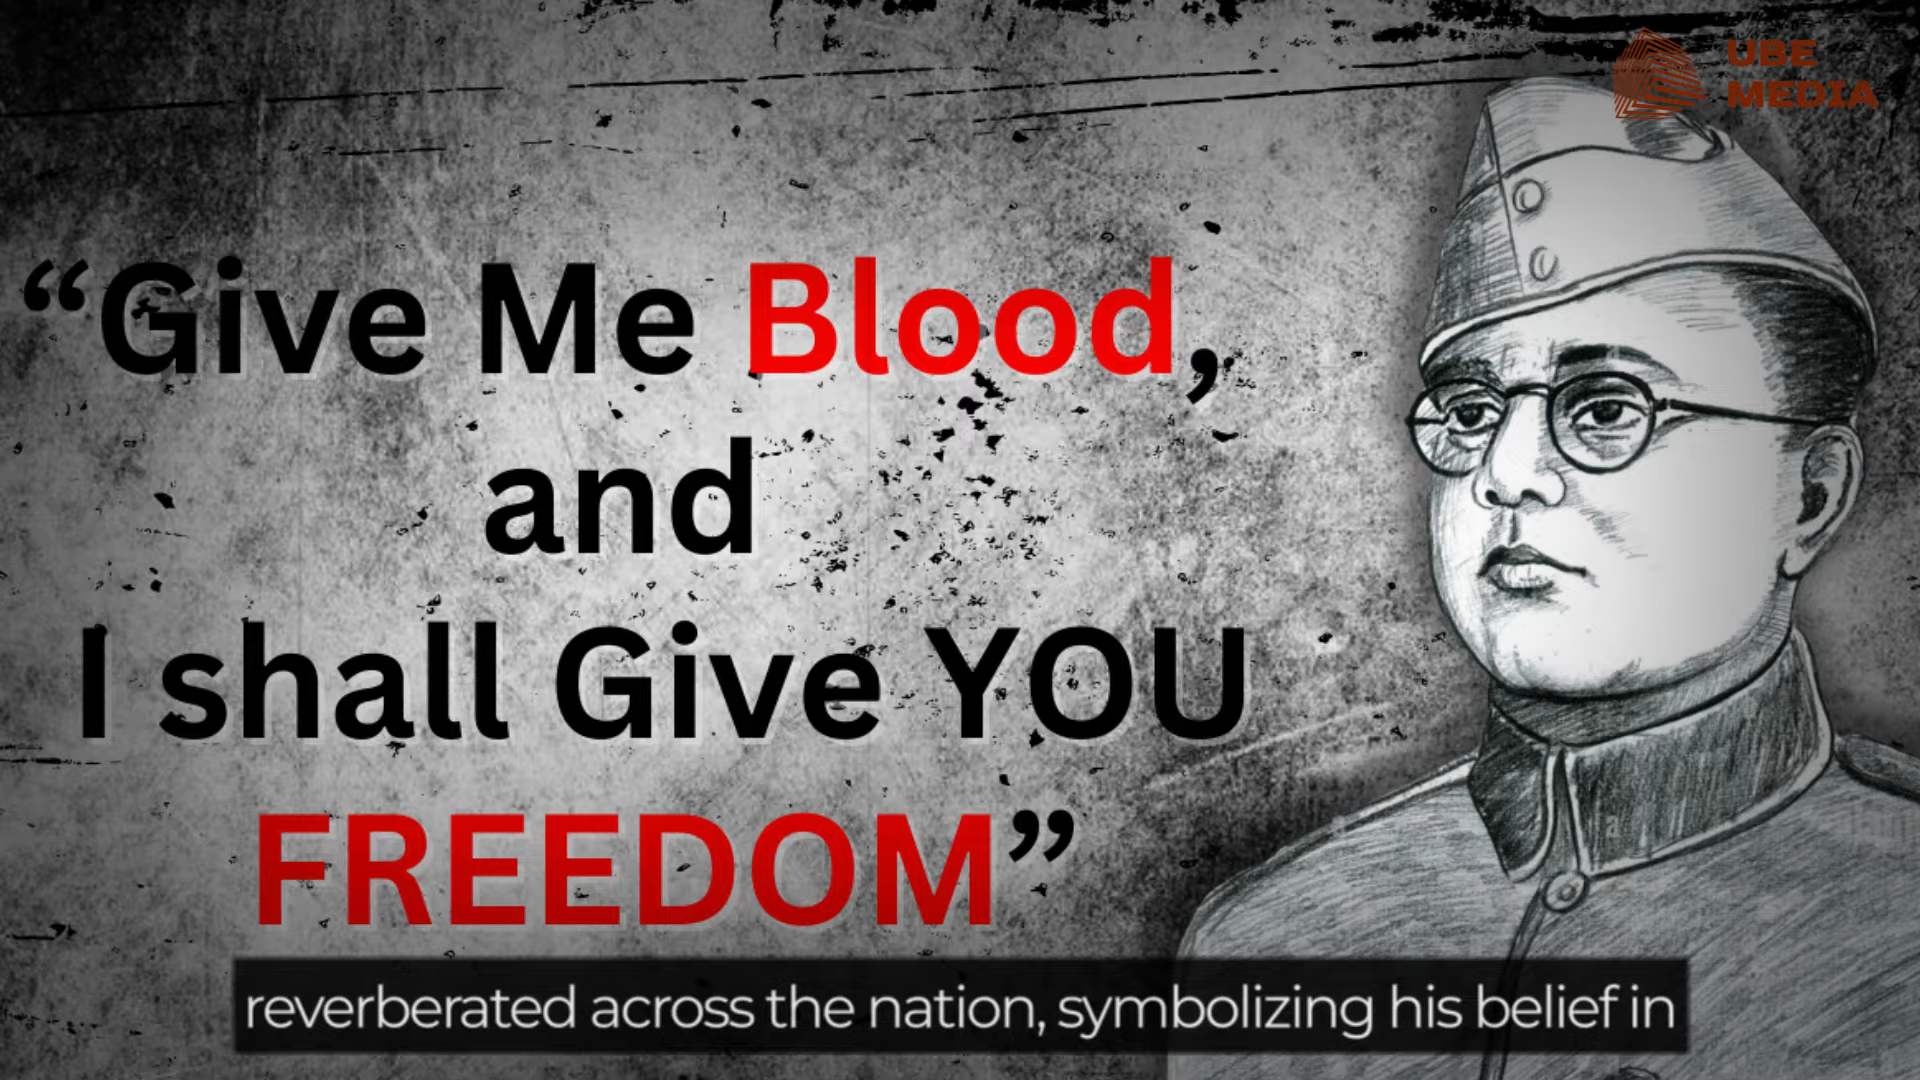 UBE
MEDIA
“Give Me Blood,
and
I shall Give YOU
FREEDOM”
reverberated across the nation, symbolizing his belief in